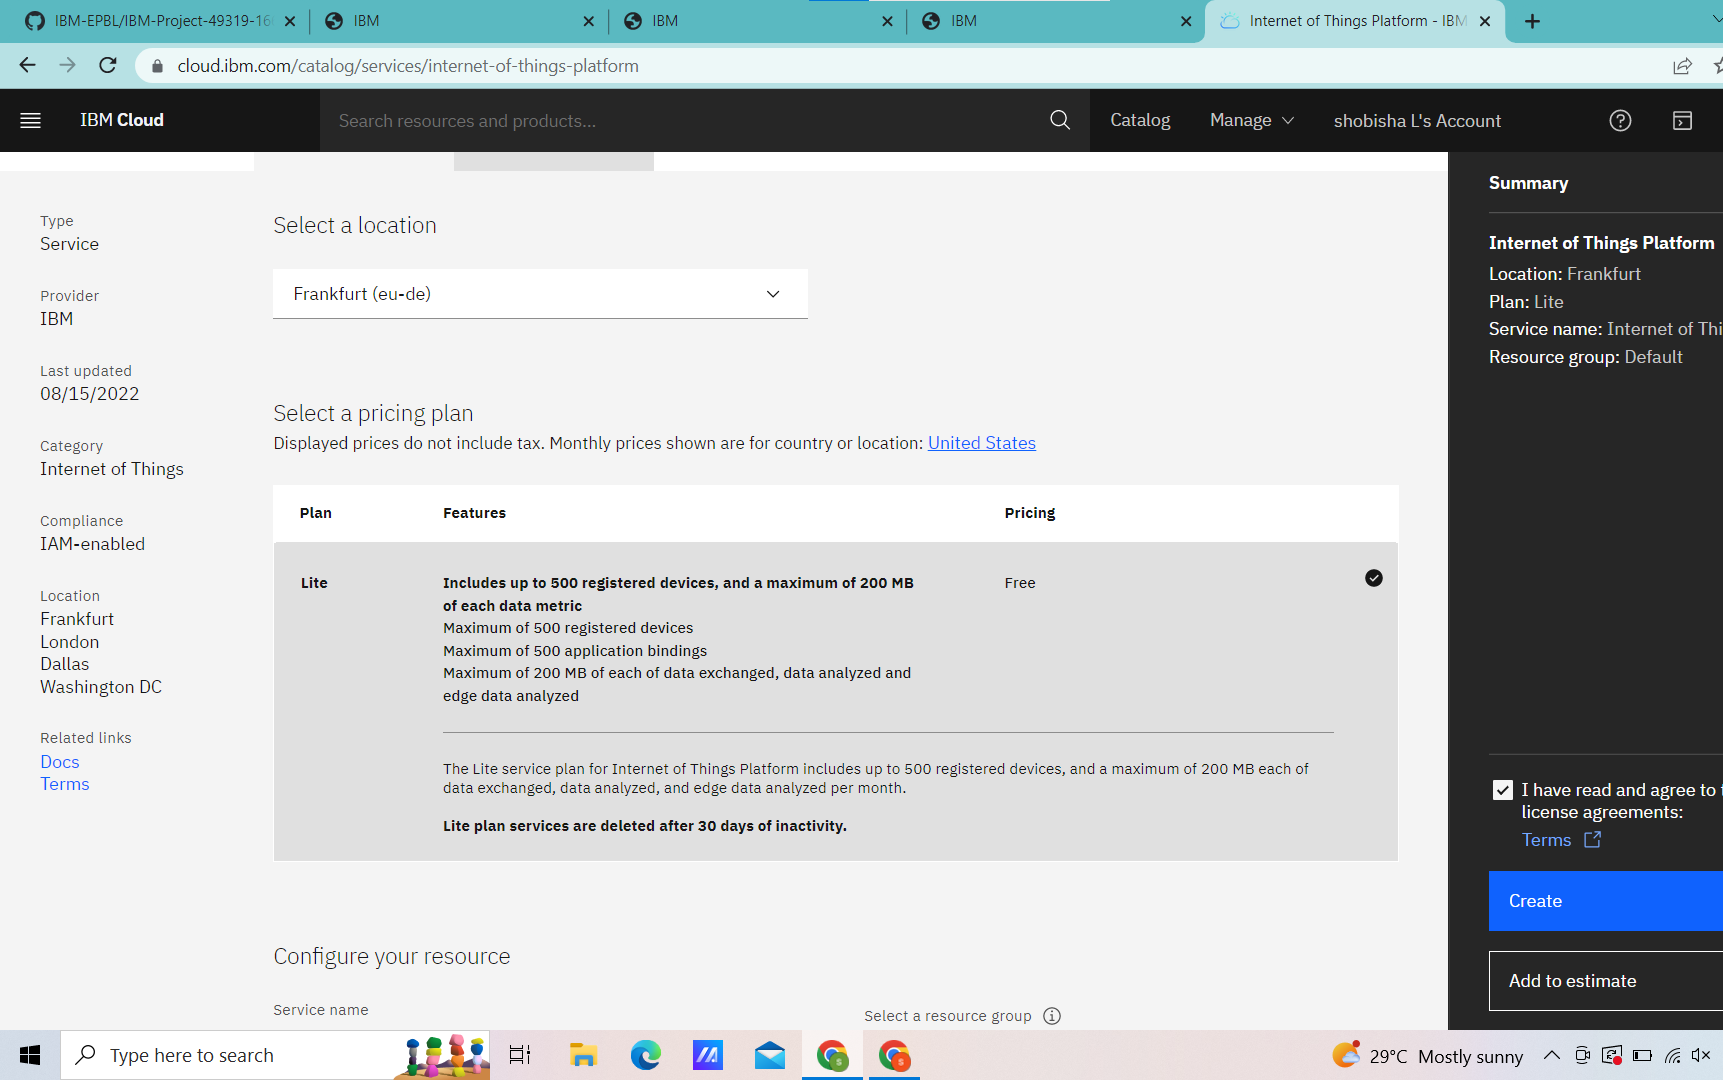 IBM-EPBL/IBM-Project-49319-16
IBM
IBM
IBM
Internet of Things Platform - IBM
cloud.ibm.com/catalog/services/internet-of-things-platform
IBM Cloud
Search resources and products...
Catalog
Manage
shobisha L's Account
Type
Service
Provider
IBM
Last updated
08/15/2022
Category
Internet of Things
Compliance
IAM-enabled
Location
Frankfurt
London
Dallas
Washington DC
Related links
Docs
Terms
Select a location
Frankfurt (eu-de)
Select a pricing plan
Displayed prices do not include tax. Monthly prices shown are for country or location: United States
Plan Features Pricing
Lite
Includes up to 500 registered devices, and a maximum of 200 MB
of each data metric
Maximum of 500 registered devices
Maximum of 500 application bindings
Maximum of 200 MB of each of data exchanged, data analyzed and
edge data analyzed
Free
The Lite service plan for Internet of Things Platform includes up to 500 registered devices, and a maximum of 200 MB each of
data exchanged, data analyzed, and edge data analyzed per month.
Lite plan services are deleted after 30 days of inactivity.
Configure your resource
Service name
Select a resource group
Summary
Internet of Things Platform
Location: Frankfurt
Plan: Lite
Service name: Internet of Thi
Resource group: Default
I have read and agree to
license agreements:
Terms
Create
Add to estimate
Type here to search
29°C Mostly sunny